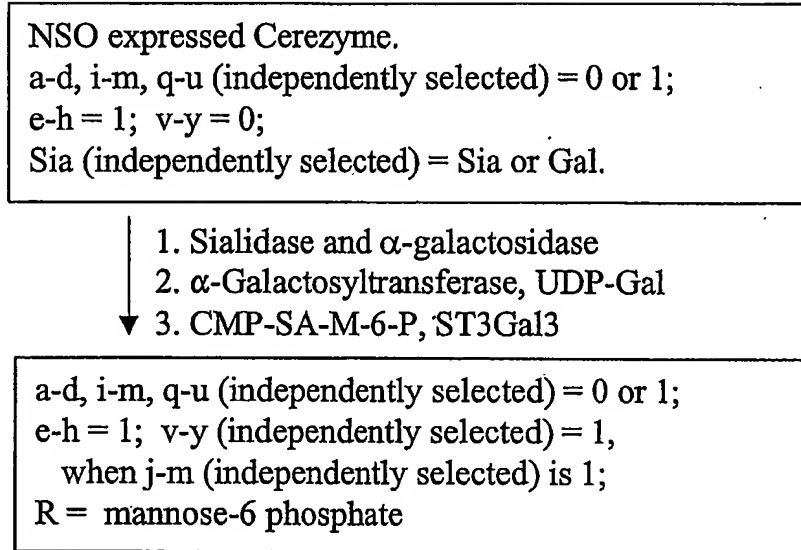 NSO expressed Cerezyme.
a-d, i-m, q-u (independently selected) = 0 or 1;
e-h = 1; v-y = 0;
Sia (independently selected) = Sia or Gal.
1. Sialidase and α-galactosidase
2. α-Galactosyltransferase, UDP-Gal
3. CMP-SA-M-6-P, ST3Gal3
a-d, i-m, q-u (independently selected) = 0 or 1;
e-h = 1; v-y (independently selected) = 1,
when j-m (independently selected) is 1;
R = mannose-6 phosphate